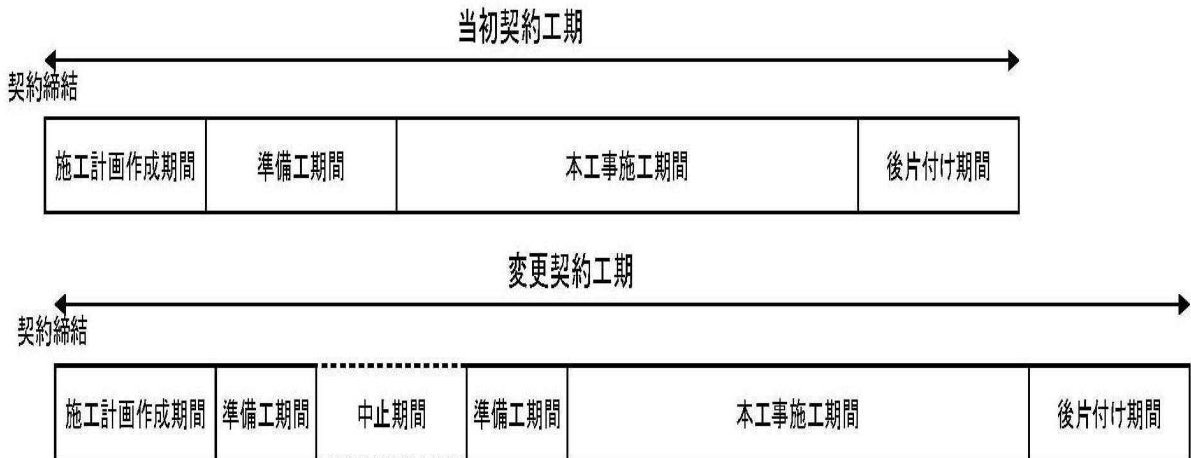 当初契約工期
契約締結
施工計画作成期間 準備工期間 本工事施工期間 後片付け期間
変更契約工期
契約締結
施工計画作成期間 準備工期間 中止期間 準備工期間 本工事施工期間 後片付け期間